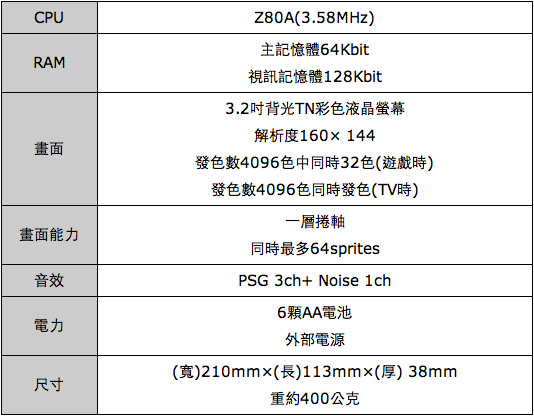 CPU
Z80A(3.58MHz)
RAM
主記憶體64Kbit
視訊記憶體128Kbit
畫面
3.2吋背光TN彩色液晶螢幕
解析度160× 144
發色數4096色中同時32色(遊戲時)
發色數4096色同時發色(TV時)
畫面能力
一層捲軸
同時最多64sprites
音效
PSG 3ch+ Noise 1ch
電力
6顆AA電池
外部電源
尺寸
(寬)210mm×(長)113mm×(厚) 38mm
重約400公克